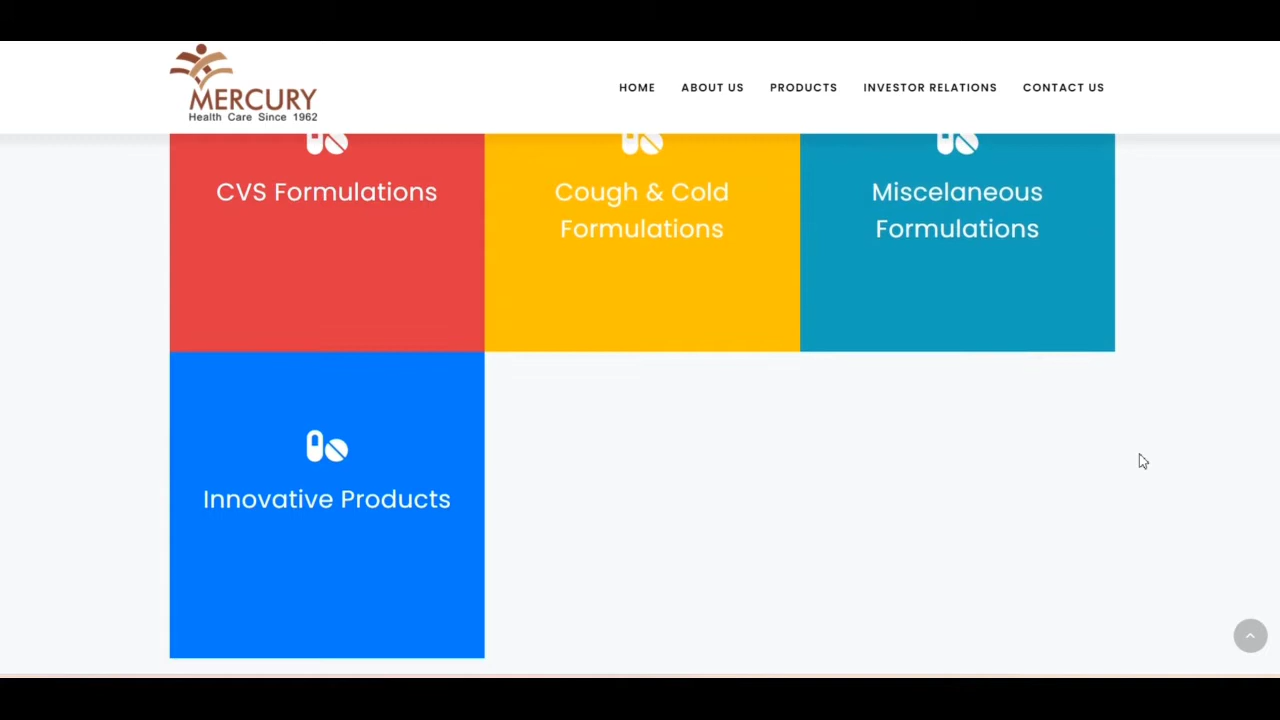 MERCURY
Health Care Since 1962
HOME
ABOUT US
PRODUCTS
INVESTOR RELATIONS
CONTACT US
CVS Formulations
Cough & Cold
Formulations
Miscelaneous
Formulations
Innovative Products